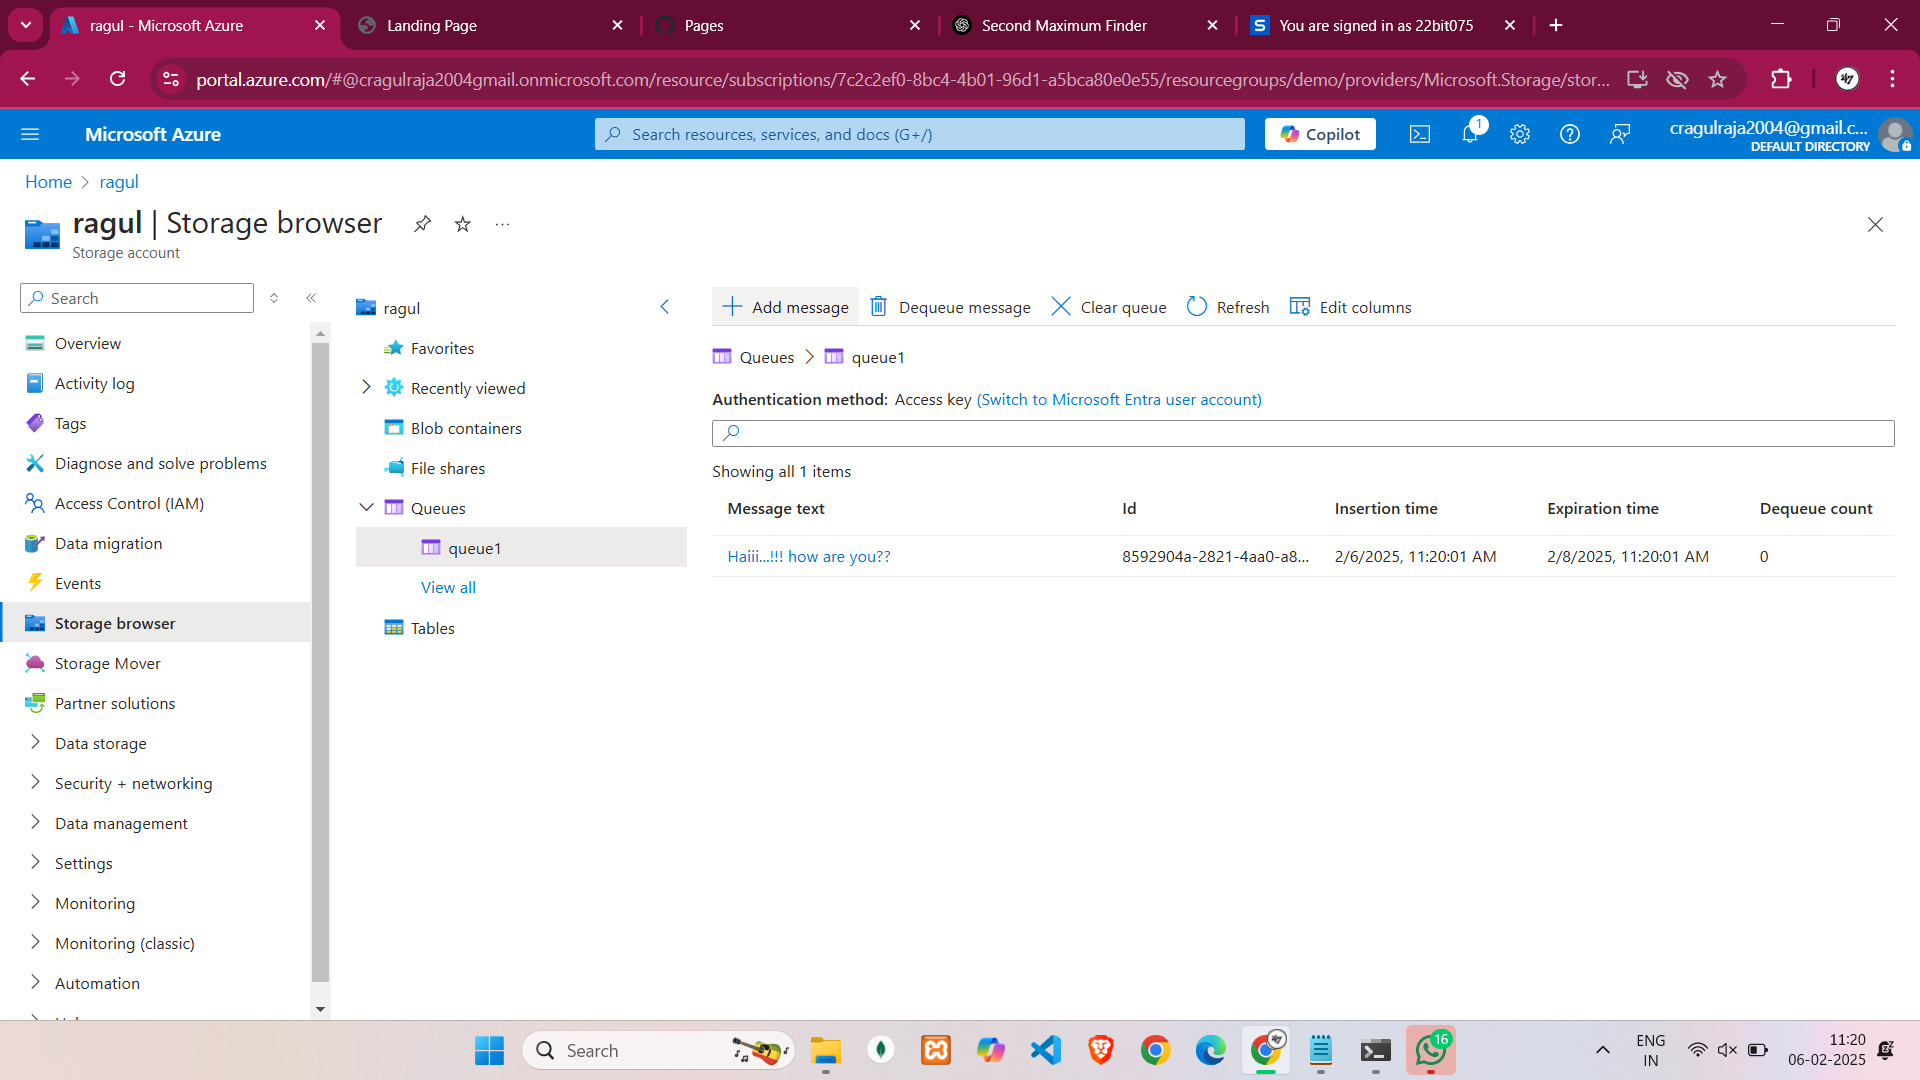 ragul - Microsoft Azure
Landing Page
Pages
Second Maximum Finder
You are signed in as 22bit075
portal.azure.com/#@cragulraja2004gmail.onmicrosoft.com/resource/subscriptions/7c2c2ef0-8bc4-4b01-96d1-a5bca80e0e55/resourcegroups/demo/providers/Microsoft.Storage/stor...
Microsoft Azure
Search resources, services, and docs (G+/)
Copilot
1
cragulraja2004@gmail.c...
DEFAULT DIRECTORY
Home > ragul
ragul | Storage browser
Storage account
Search
Overview
Activity log
Tags
Diagnose and solve problems
Access Control (IAM)
Data migration
Events
Storage browser
Storage Mover
Partner solutions
Data storage
Security + networking
Data management
Settings
Monitoring
Monitoring (classic)
Automation
ragul
Favorites
Recently viewed
Blob containers
File shares
Queues
queue1
View all
Tables
Add message
Dequeue message
Clear queue
Refresh
Edit columns
Queues > queue1
Authentication method: Access key (Switch to Microsoft Entra user account)
Showing all 1 items
Message text Id Insertion time Expiration time Dequeue count
Haiii...!!! how are you?? 8592904a-2821-4aa0-a8... 2/6/2025, 11:20:01 AM 2/8/2025, 11:20:01 AM 0
Search
16
ENG
IN
11:20
06-02-2025